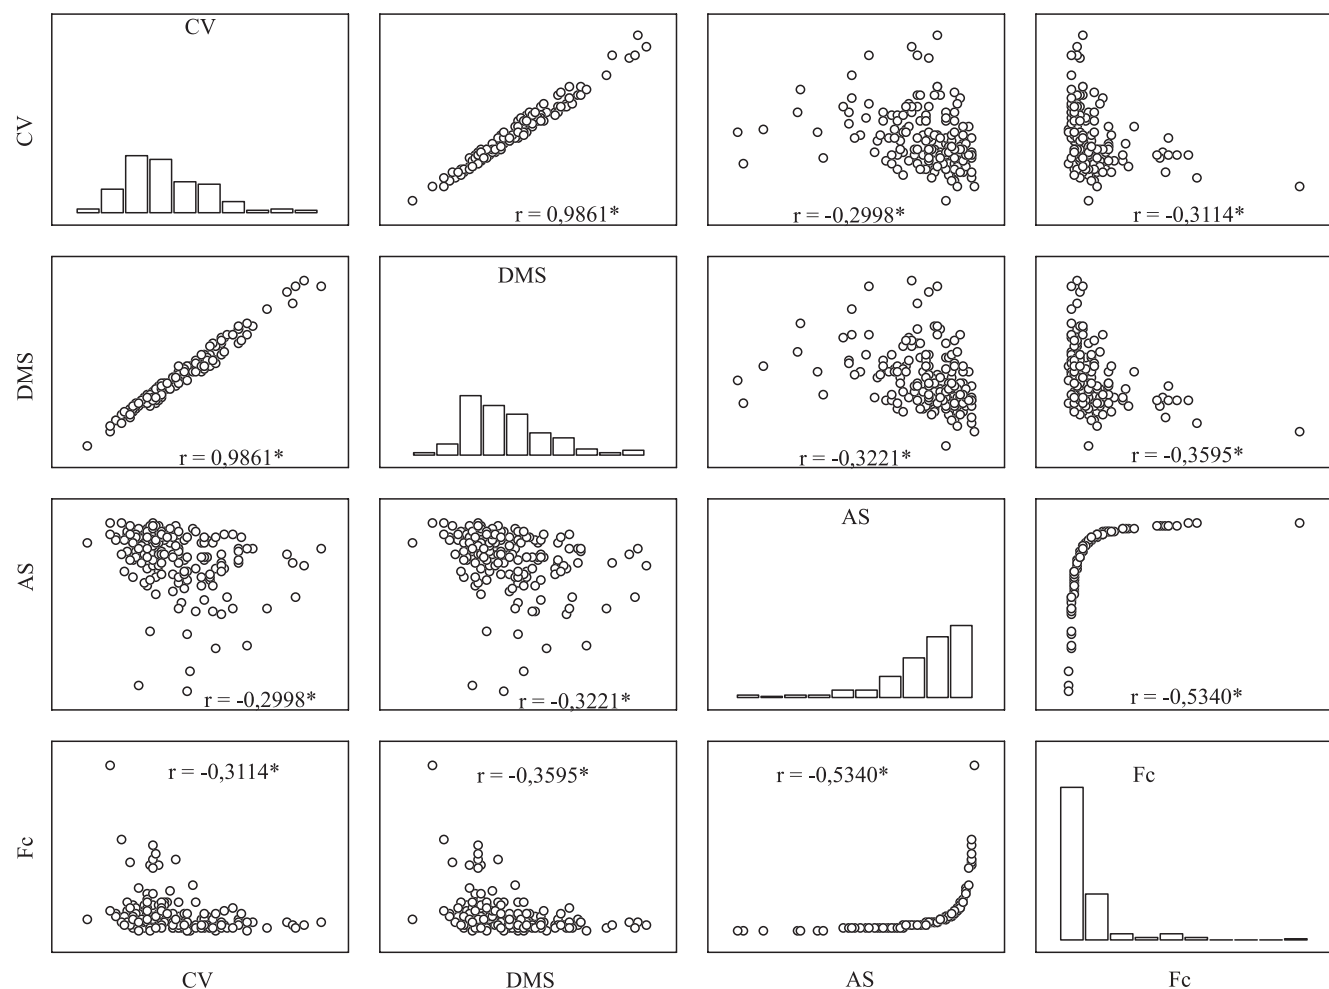 CV
CV
r = 0,9861*
r = -0,2998*
r = -0,3114*
DMS
DMS
r = 0,9861*
r = -0,3221*
r = -0,3595*
AS
AS
r = -0,2998*
r = -0,3221*
r = -0,5340*
Fc
r = -0,3114*
r = -0,3595*
r = -0,5340*
Fc
CV
DMS
AS
Fc